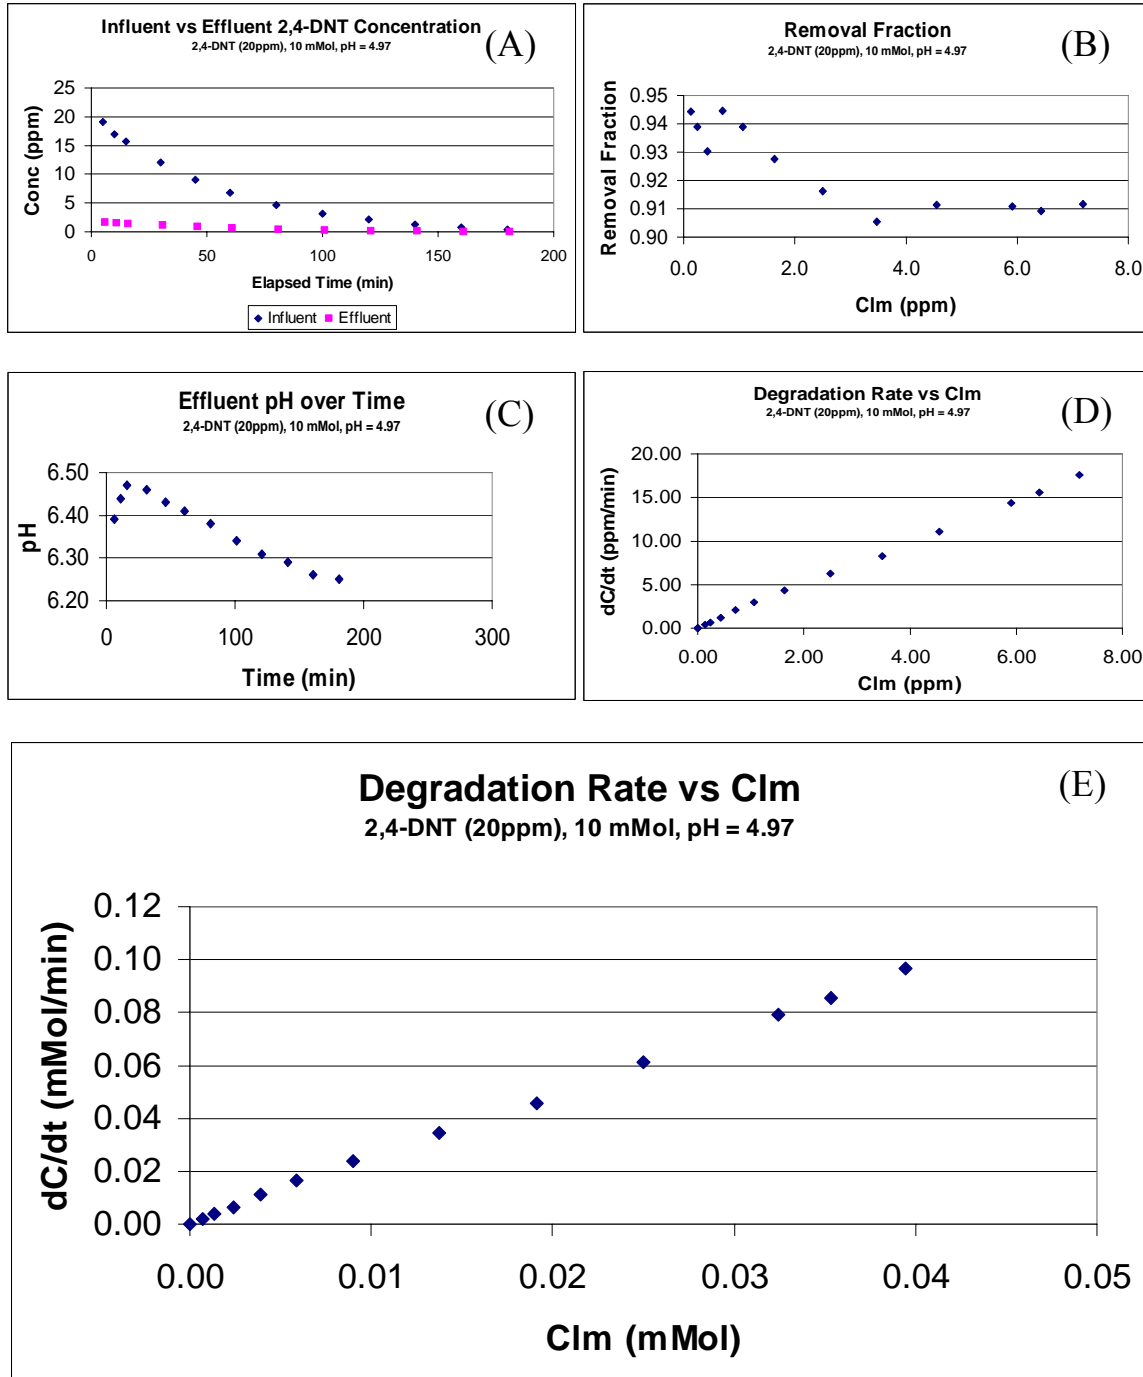 Influent vs Effluent 2,4-DNT Concentration
(A)
2,4-DNT (20ppm), 10 mMol, pH = 4.97
Conc (ppm)
25
20
15
10
5
0
0 50 100 150 200
Elapsed Time (min)
Influent Effluent
Removal Fraction
(B)
2,4-DNT (20ppm), 10 mMol, pH = 4.97
Removal Fraction
0.95
0.94
0.93
0.92
0.91
0.90
0.0 2.0 4.0 6.0 8.0
Clm (ppm)
Effluent pH over Time
(C)
2,4-DNT (20ppm), 10 mMol, pH = 4.97
pH
6.50
6.40
6.30
6.20
0 100 200 300
Time (min)
Degradation Rate vs Clm
(D)
2,4-DNT (20ppm), 10 mMol, pH = 4.97
dC/dt (ppm/min)
20.00
15.00
10.00
5.00
0.00
0.00 2.00 4.00 6.00 8.00
Clm (ppm)
Degradation Rate vs Clm
(E)
2,4-DNT (20ppm), 10 mMol, pH = 4.97
dC/dt (mMol/min)
0.12
0.10
0.08
0.06
0.04
0.02
0.00
0.00 0.01 0.02 0.03 0.04 0.05
Clm (mMol)